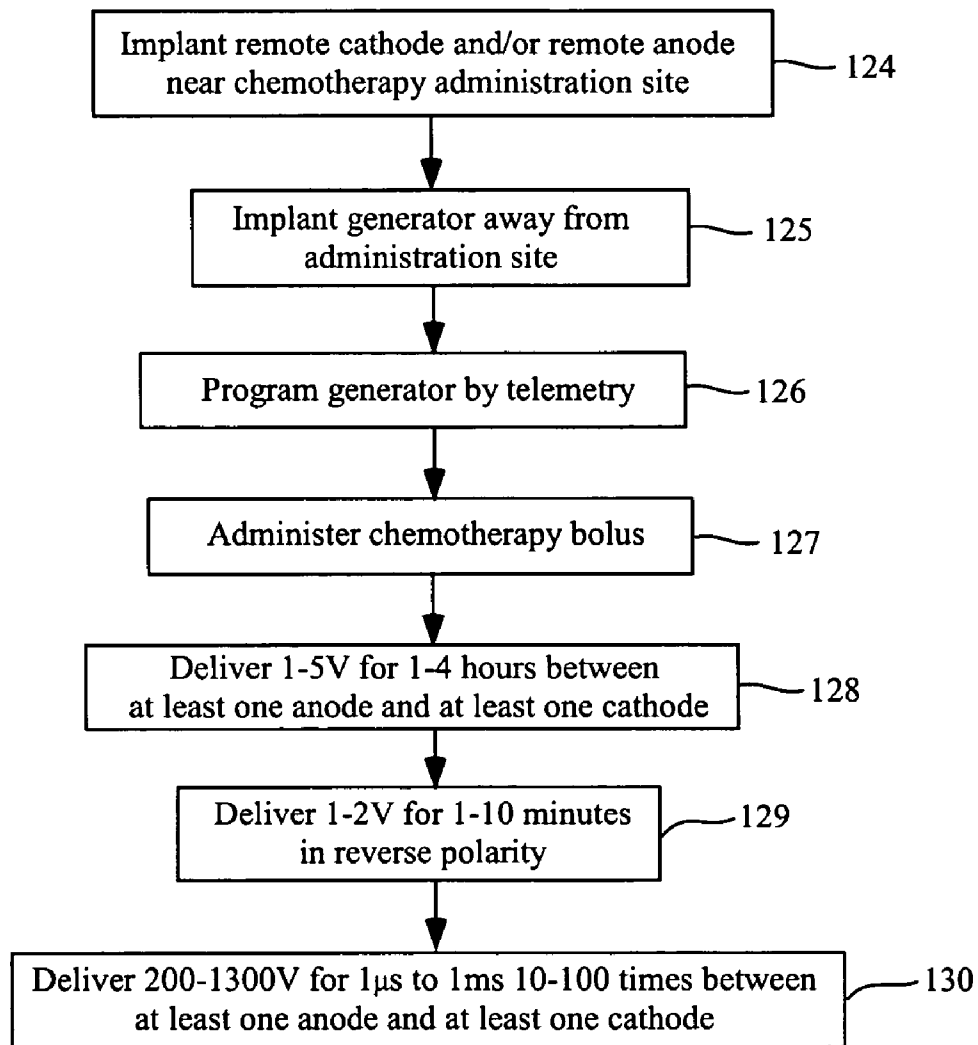 Implant remote cathode and/or remote anode
near chemotherapy administration site
124
Implant generator away from
administration site
125
Program generator by telemetry
126
Administer chemotherapy bolus
127
Deliver 1-5V for 1-4 hours between
at least one anode and at least one cathode
128
Deliver 1-2V for 1-10 minutes
in reverse polarity
129
Deliver 200-1300V for 1μs to 1ms 10-100 times between
at least one anode and at least one cathode
130